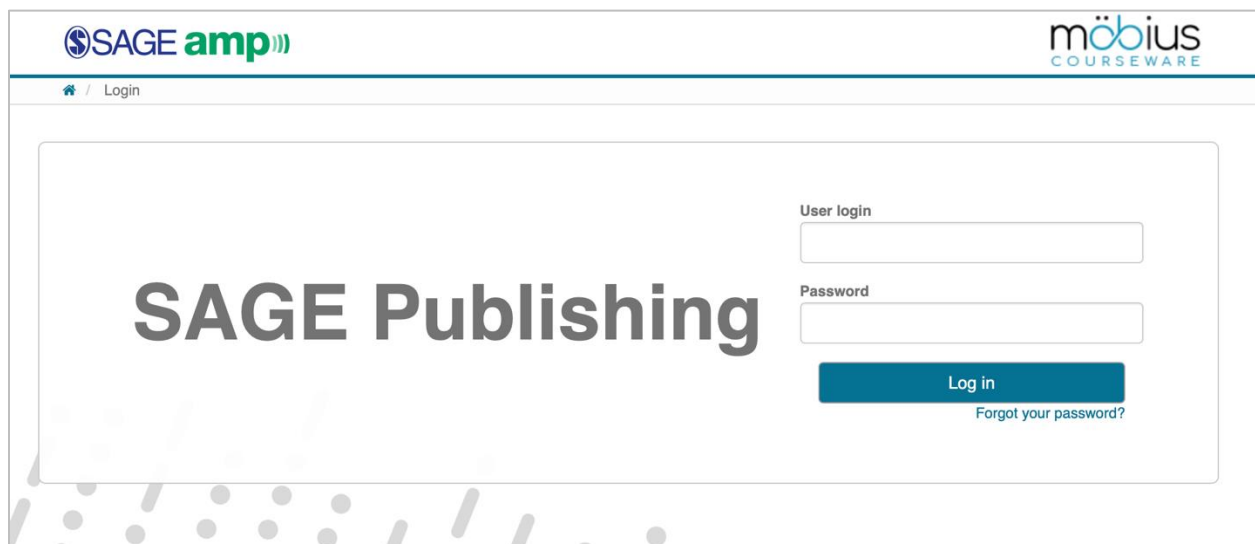 SAGE amp
möbius
COURSEWARE
/ Login
User login
SAGE Publishing
Password
Log in
Forgot your password?